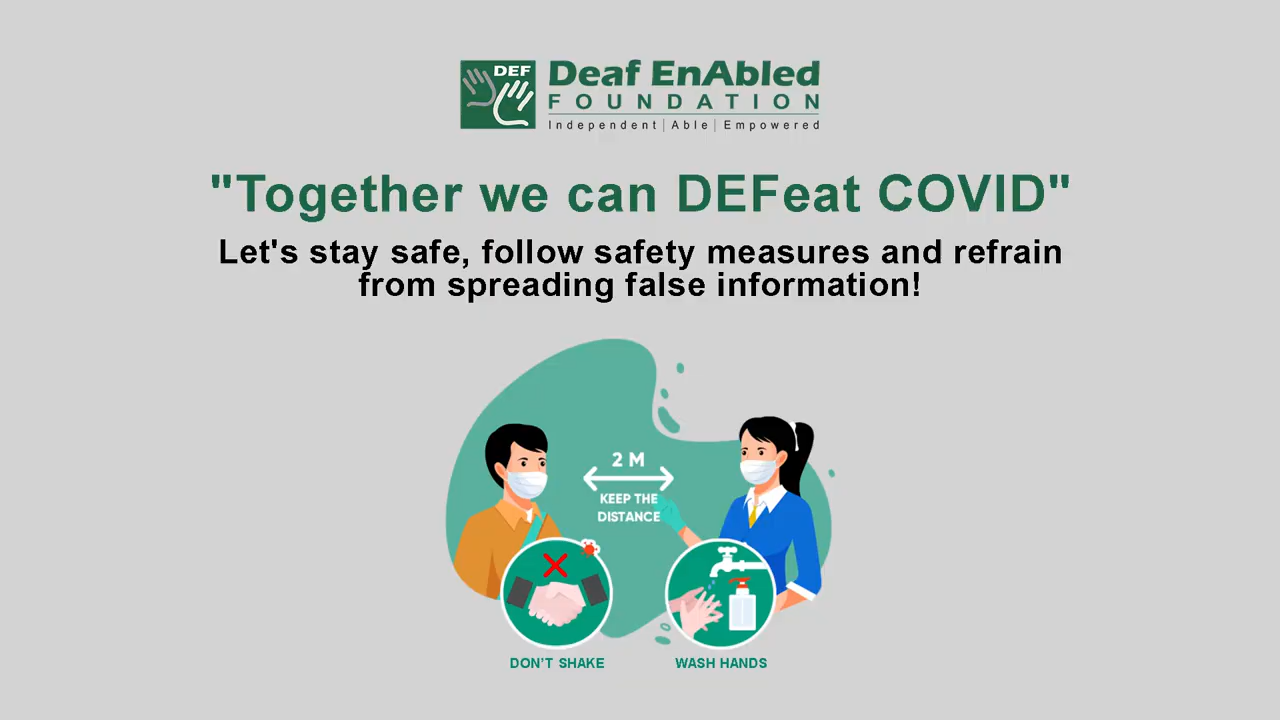 DEF
Deaf EnAbled
FOUNDATION
Independent | Able | Empowered
"Together we can DEFeat COVID"
Let's stay safe, follow safety measures and refrain
from spreading false information!
2 M
KEEP THE
DISTANCE
DON'T SHAKE
WASH HANDS